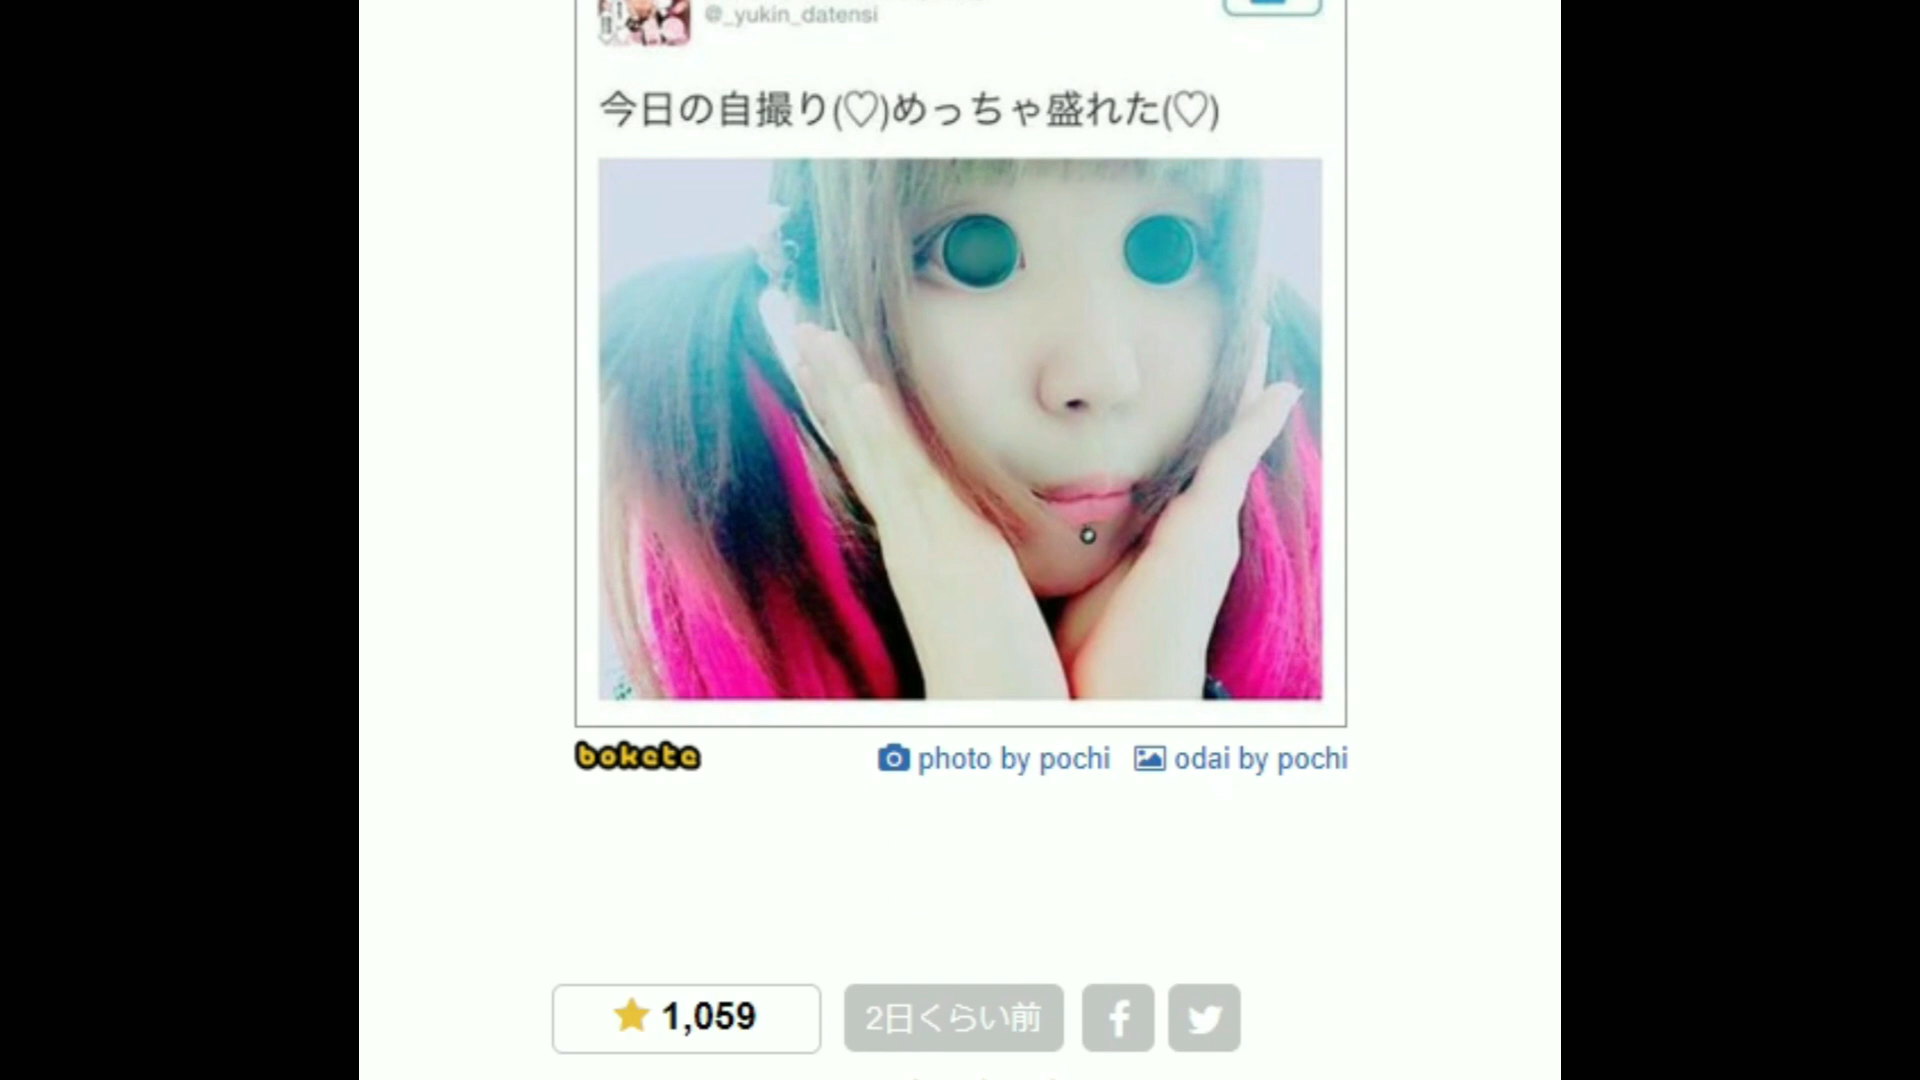 @_yukin_datensi
今日の自撮り(♡)めっちゃ盛れた(♡)
bokete
photo by pochi odai by pochi
1,059
2日くらい前